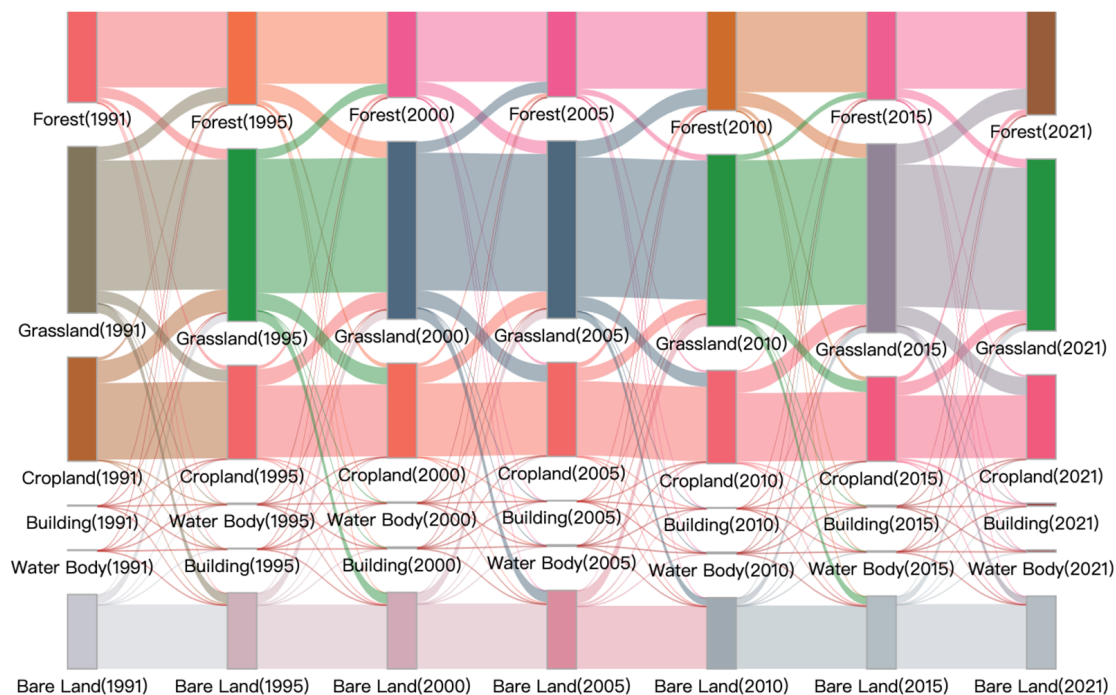 Forest(1991)
Forest(1995)
Forest(2000)
Forest(2005)
Forest(2010)
Forest(2015)
Forest(2021)
Grassland(1991)
Grassland(1995)
Grassland(2000)
Grassland(2005)
Grassland(2010)
Grassland(2015)
Grassland(2021)
Cropland(1991)
Cropland(1995)
Cropland(2000)
Cropland(2005)
Cropland(2010)
Cropland(2015)
Cropland(2021)
Building(1991)
Water Body(1995)
Water Body(2000)
Building(2005)
Building(2010)
Building(2015)
Building(2021)
Water Body(1991)
Building(1995)
Building(2000)
Water Body(2005)
Water Body(2010)
Water Body(2015)
Water Body(2021)
Bare Land(1991)
Bare Land(1995)
Bare Land(2000)
Bare Land(2005)
Bare Land(2010)
Bare Land(2015)
Bare Land(2021)